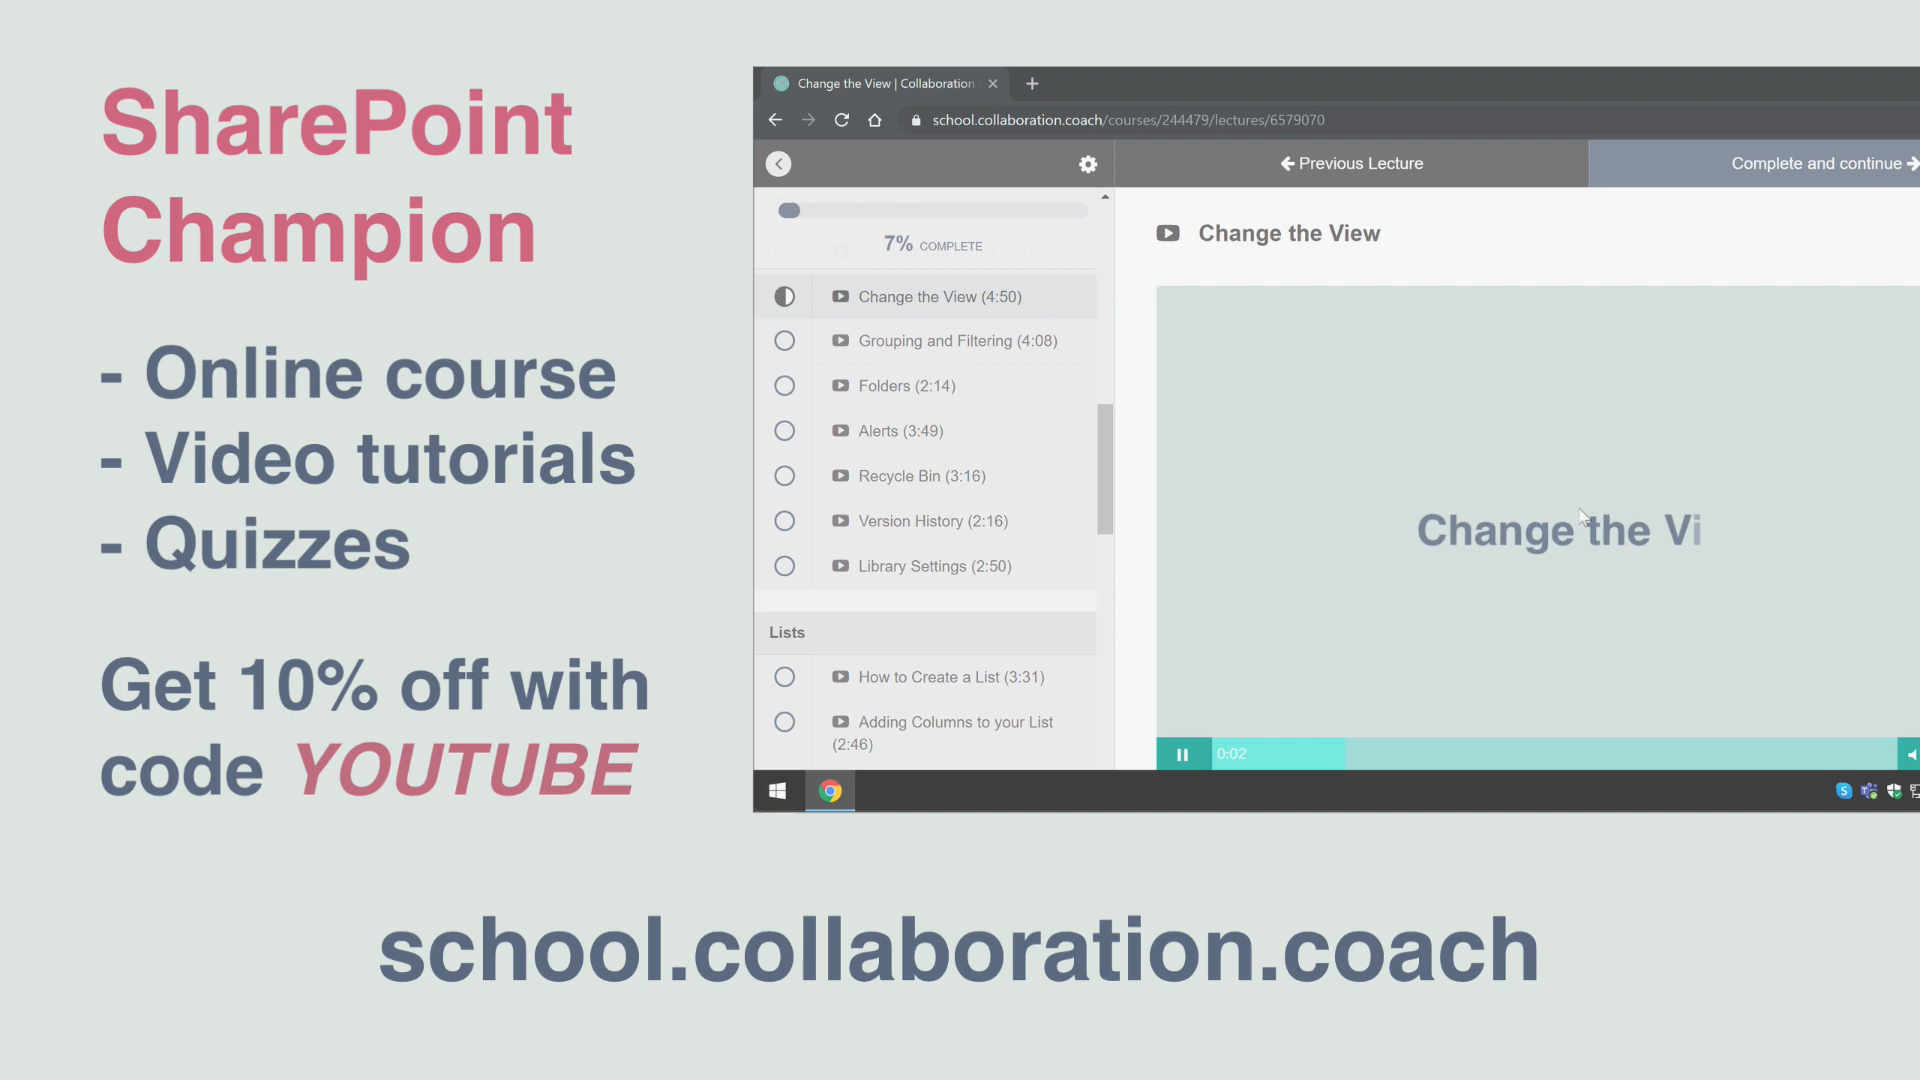 SharePoint
Champion
- Online course
- Video tutorials
- Quizzes
Get 10% off with
code YOUTUBE
Change the View | Collaboration
school.collaboration.coach/courses/244479/lectures/6579070
Previous Lecture
Complete and continue
7% COMPLETE
Change the View (4:50)
Grouping and Filtering (4:08)
Folders (2:14)
Alerts (3:49)
Recycle Bin (3:16)
Version History (2:16)
Library Settings (2:50)
Lists
How to Create a List (3:31)
Adding Columns to your List
(2:46)
Change the View
Change the Vi
0:02
school.collaboration.coach